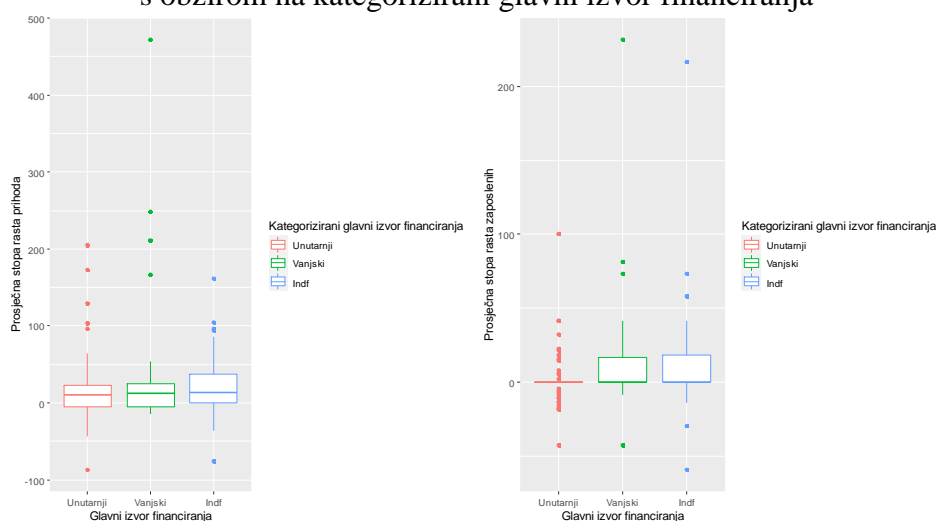 s obzirom na kategorizirani glavni izvor financiranja
500
400
300
200
100
0
-100
Prosječna stopa rasta prihoda
Unutarnji
Vanjski
Indf
Glavni izvor financiranja
Kategorizirani glavni izvor financiranja
Unutarnji
Vanjski
Indf
200
100
0
Prosječna stopa rasta zaposlenih
Unutarnji
Vanjski
Indf
Glavni izvor financiranja
Kategorizirani glavni izvor financiranja
Unutarnji
Vanjski
Indf